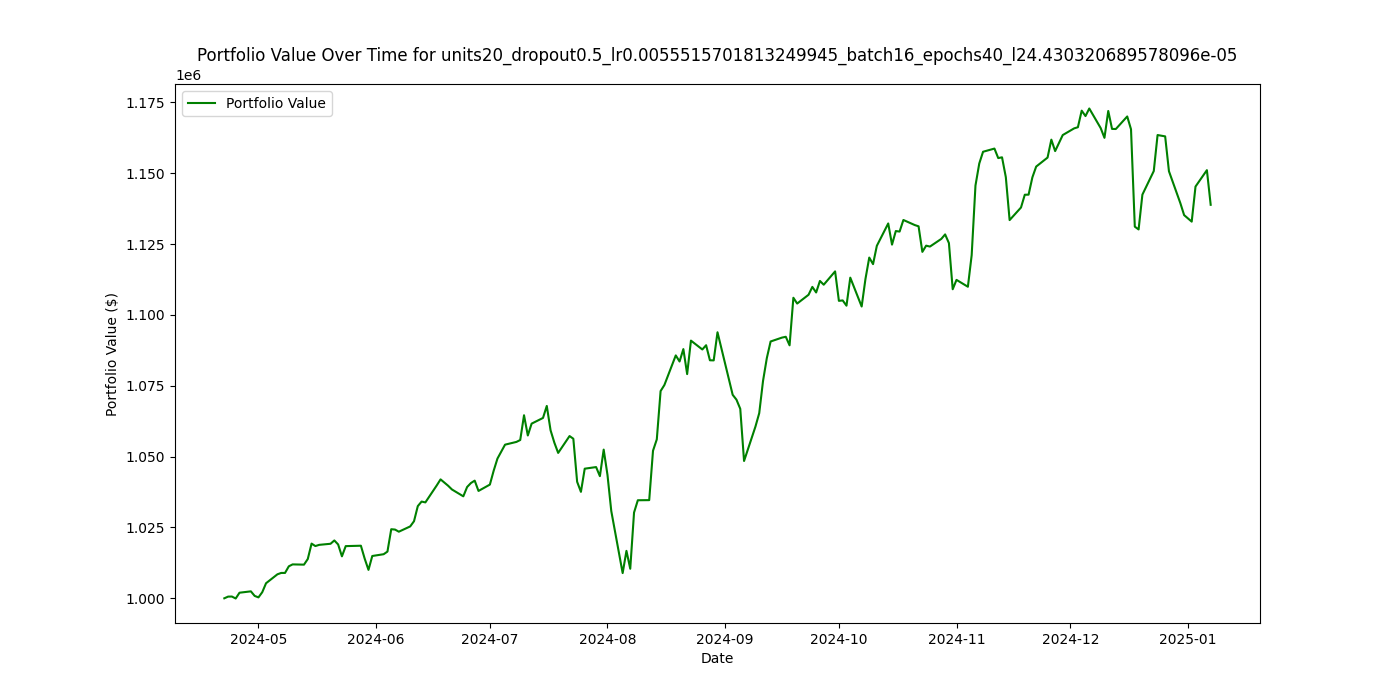 Portfolio Value Over Time for units20_dropout0.5_lr0.0055515701813249945_batch16_epochs40_l24.430320689578096e-05
1e6
Portfolio Value
1.175
1.150
1.125
1.100
1.075
1.050
1.025
1.000
Portfolio Value ($)
2024-05 2024-06 2024-07 2024-08 2024-09 2024-10 2024-11 2024-12 2025-01
Date